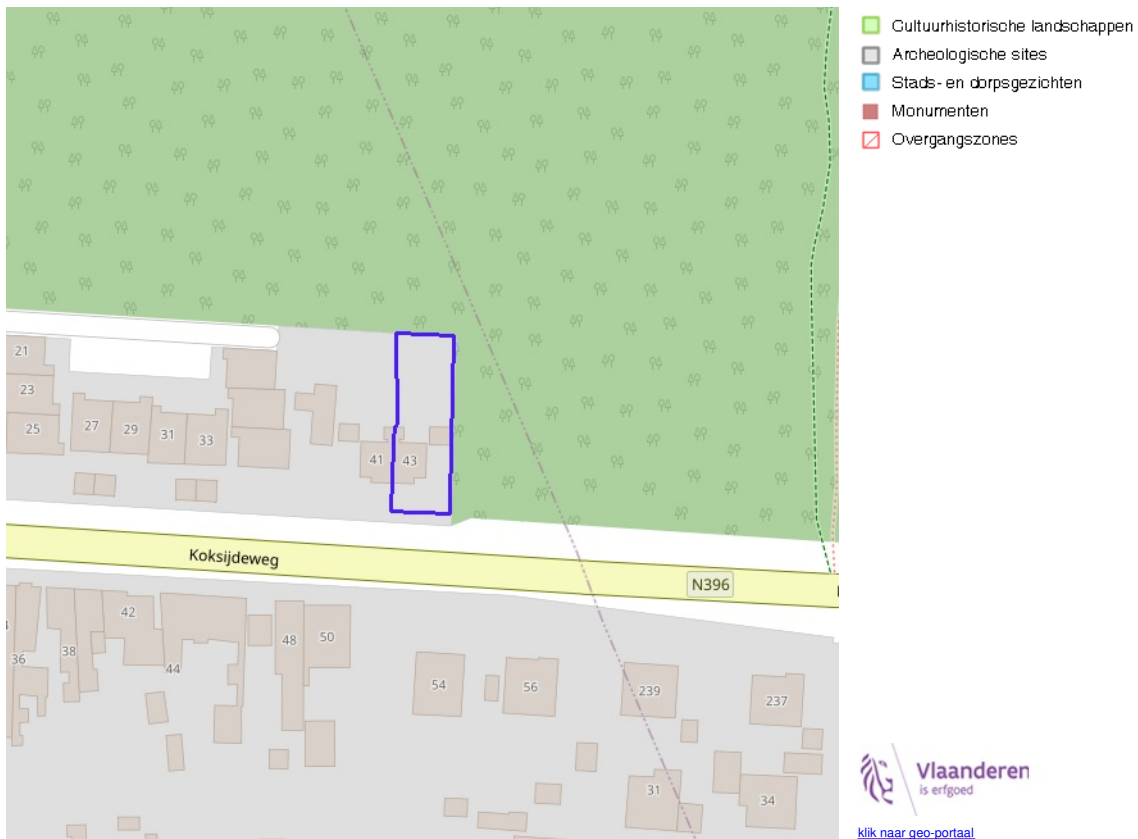 Cultuurhistorische landschappen
Archeologische sites
Stads- en dorpsgezichten
Monumenten
Overgangszones
21
23
25
27
29
31
33
41
43
Koksijdeweg
N396
36
38
42
44
48
50
54
56
239
237
31
34
Vlaanderen
is erfgoed
klik naar geo-portaal